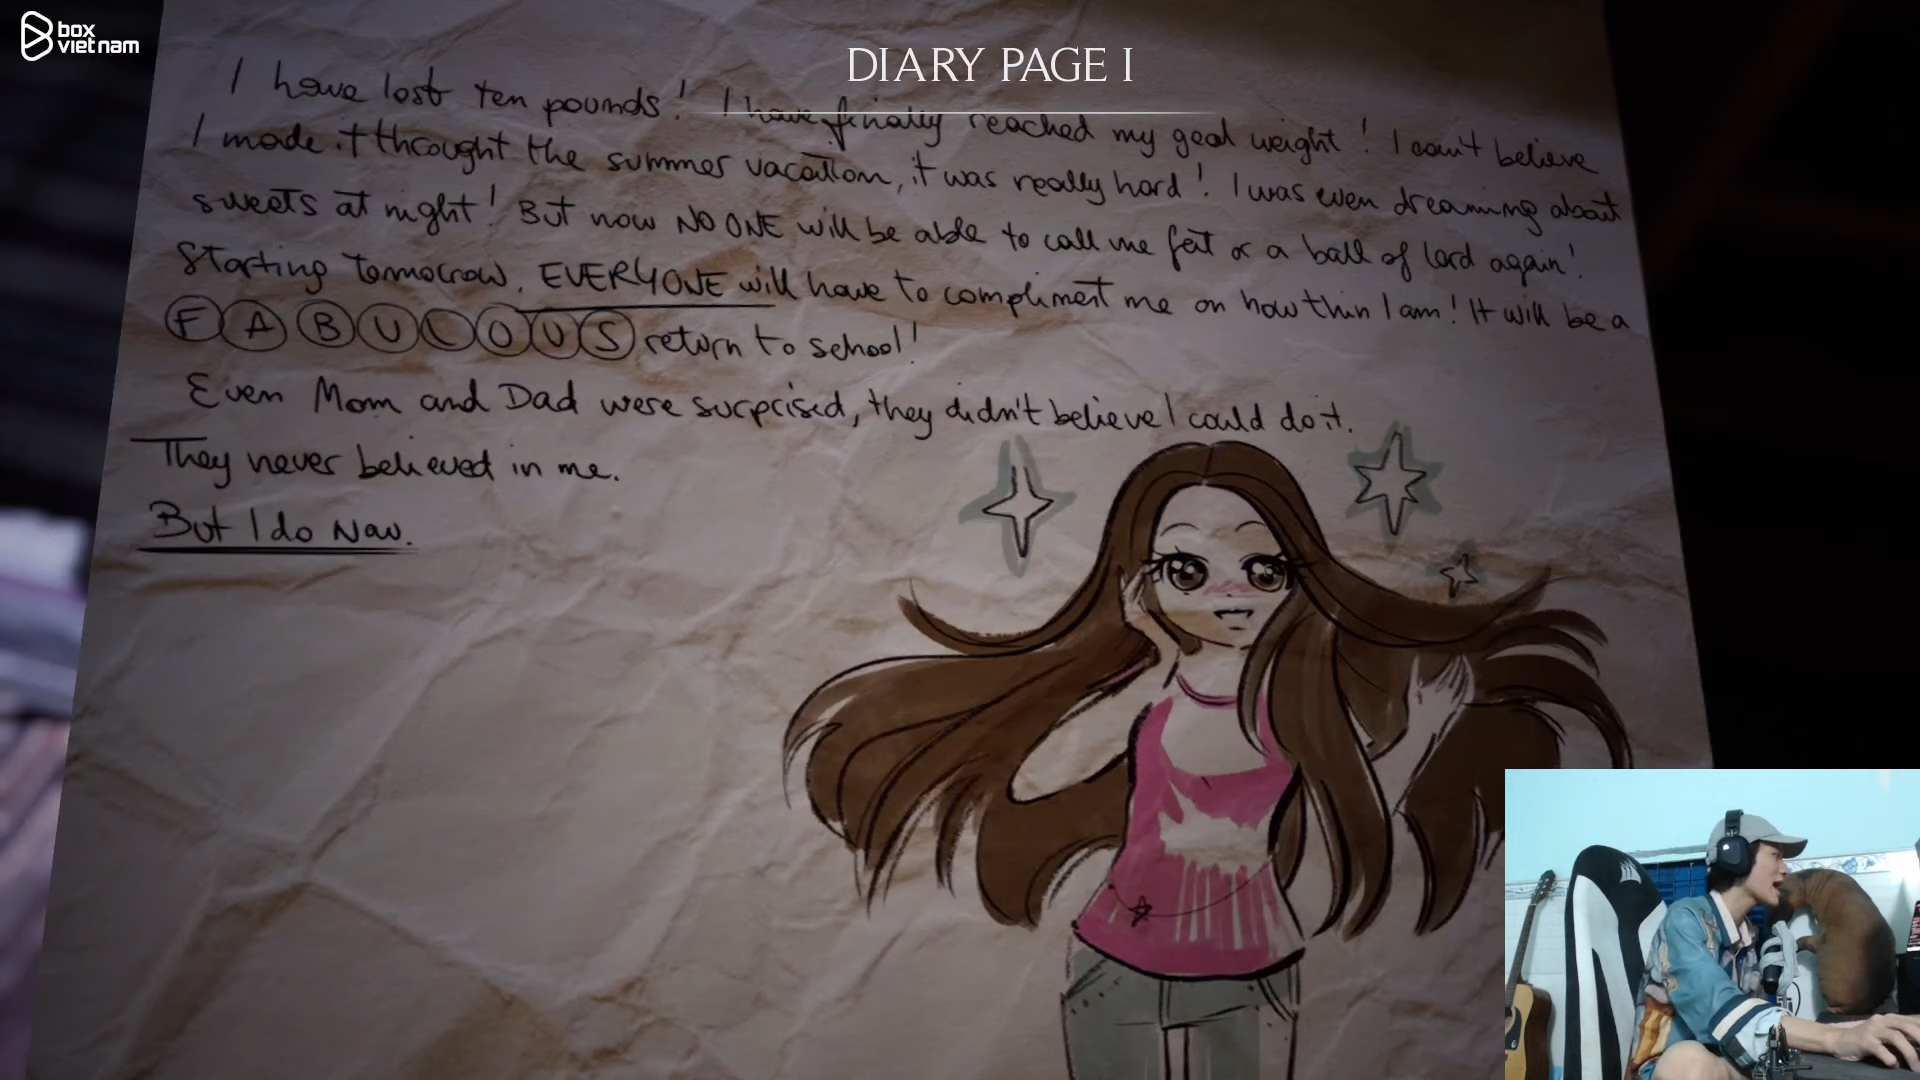 box
vietnam
DIARY PAGE I
I have lost ten pounds! I have finally reached my goal weight! I can't believe
I made it throught the summer vacation, it was really hard! I was even dreaming about
sweets at night! But now NO ONE will be able to call me fat or a ball of lard again!
Starting tomorrow, EVERYONE will have to compliment me on how thin I am! It will be a
FABULOUS return to school!
Even Mom and Dad were surprised, they didn't believe I could do it.
They never believed in me.
But I do Now.